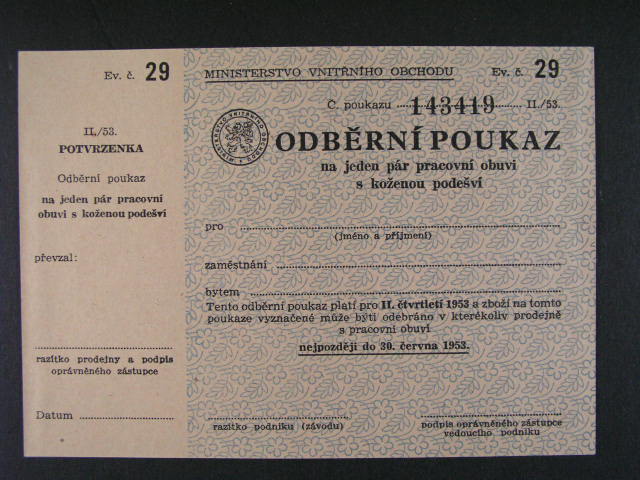 Ev. č. 29
II./53.
POTVRZENKA
Odběrní poukaz
na jeden pár pracovní
obuvi s koženou podešví
převzal:
razítko prodejny a podpis
oprávněného zástupce
Datum
MINISTERSTVO VNITŘNÍHO OBCHODU Ev. č. 29
Č. poukazu 143419 II./53.
MINISTERSTVO VNITŘNÍHO OBCHODU
ODBĚRNÍ POUKAZ
na jeden pár pracovní obuvi
s koženou podešví
pro
(jméno a příjmení)
zaměstnání
bytem
Tento odběrní poukaz platí pro II. čtvrtletí 1953 a zboží na tomto
poukaze vyznačené může býti odebráno v kterékoliv prodejně
s pracovní obuví
nejpozději do 30. června 1953.
razítko podniku (závodu)
podpis oprávněného zástupce
vedoucího podniku